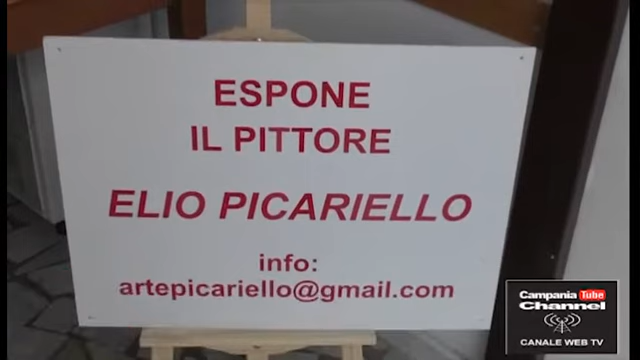 ESPONE
IL PITTORE
ELIO PICARIELLO
info:
artepicariello@gmail.com
Campania Tube
Channel
CANALE WEB TV